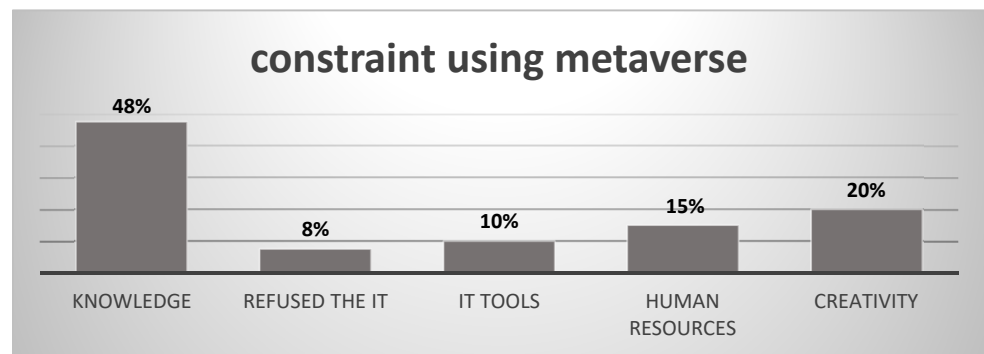 constraint using metaverse
48%
8%
10%
15%
20%
KNOWLEDGE
REFUSED THE IT
IT TOOLS
HUMAN
RESOURCES
CREATIVITY